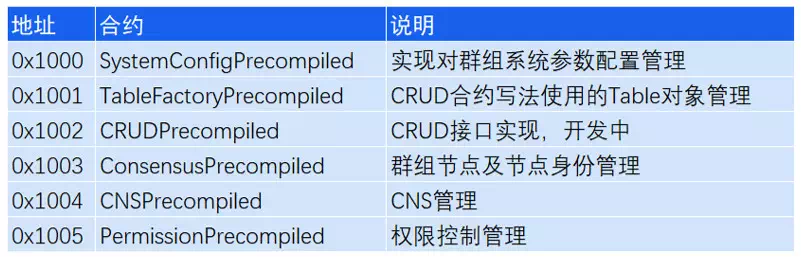 地址 合约 说明
0x1000 SystemConfigPrecompiled 实现对群组系统参数配置管理
0x1001 TableFactoryPrecompiled CRUD合约写法使用的Table对象管理
0x1002 CRUDPrecompiled CRUD接口实现，开发中
0x1003 ConsensusPrecompiled 群组节点及节点身份管理
0x1004 CNSPrecompiled CNS管理
0x1005 PermissionPrecompiled 权限控制管理